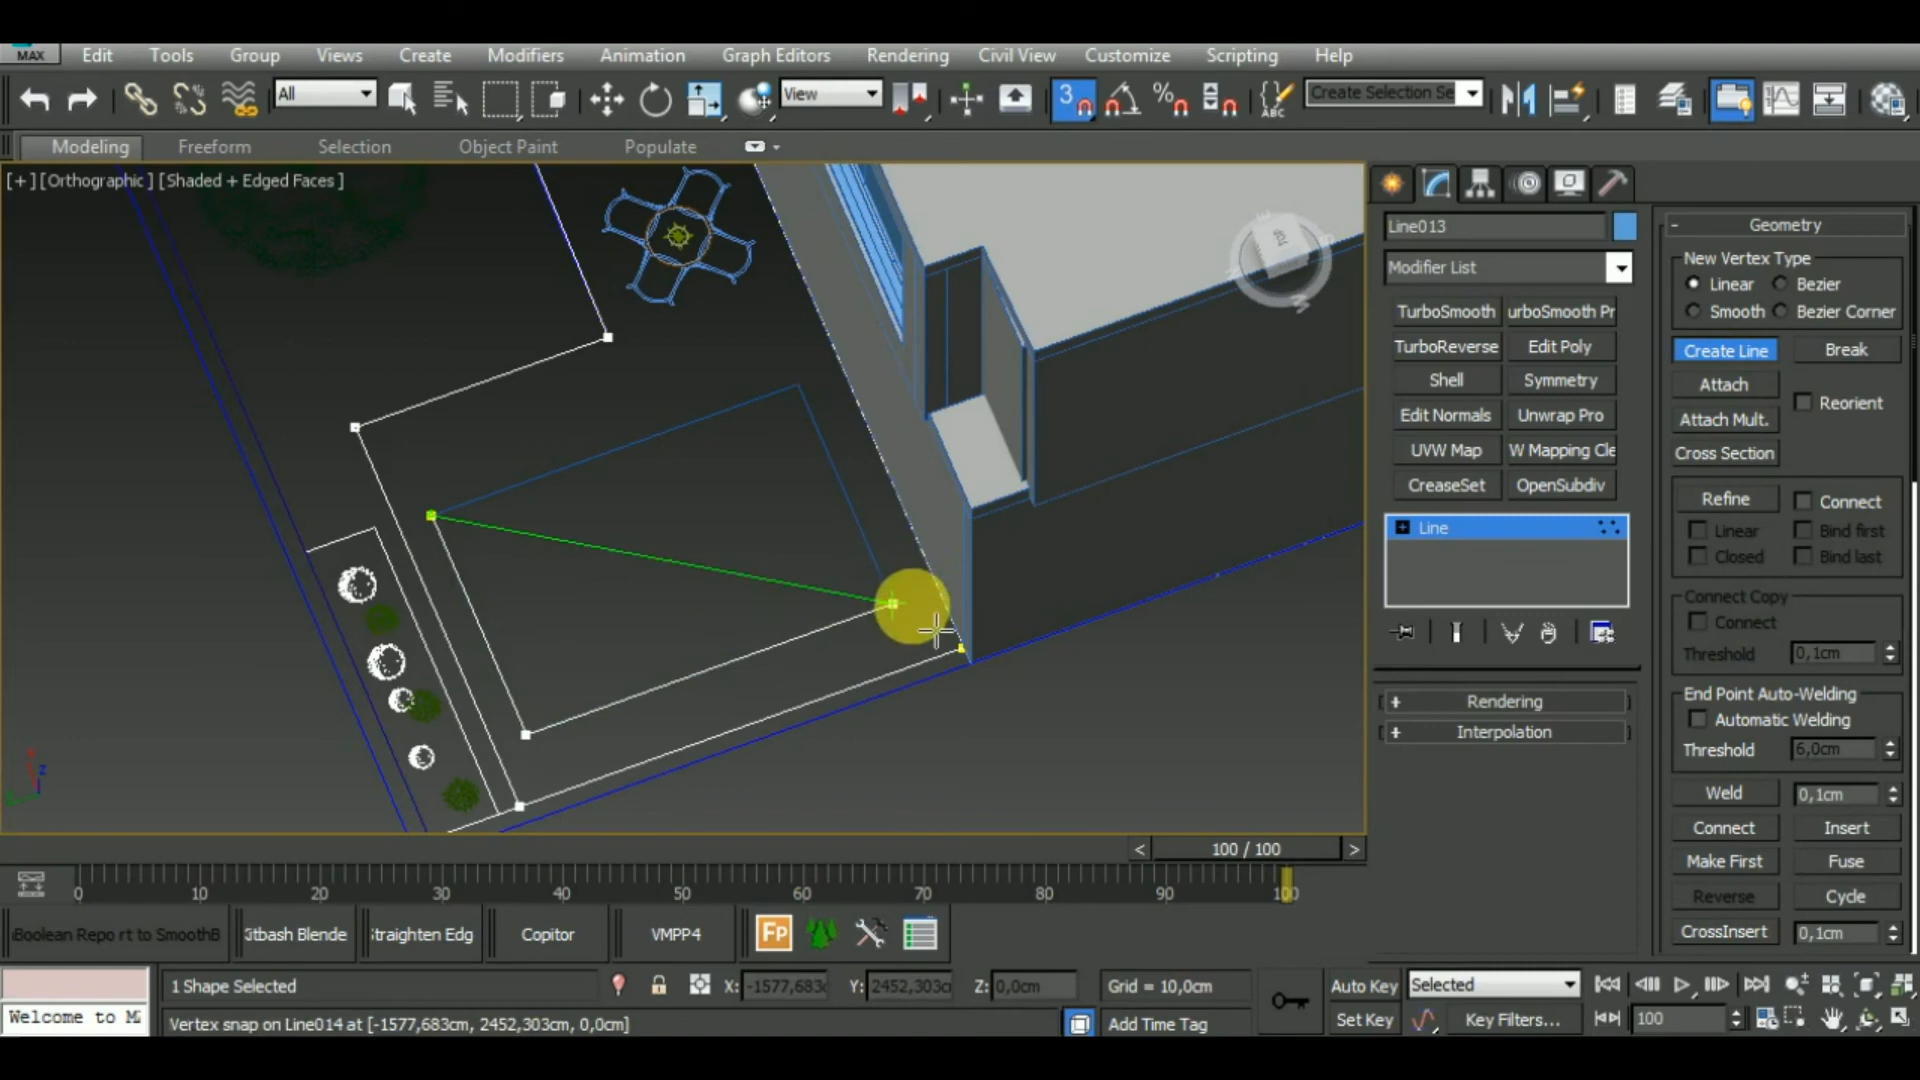 MAX Edit Tools Group Views Create Modifiers Animation Graph Editors Rendering Civil View Customize Scripting Help
All View 3 % ABC Create Selection Se
Modeling Freeform Selection Object Paint Populate
[+][Orthographic][Shaded + Edged Faces]
TOP
Line013
Modifier List
TurboSmooth urboSmooth Pr
TurboReverse Edit Poly
Shell Symmetry
Edit Normals Unwrap Pro
UVW Map W Mapping Cle
CreaseSet OpenSubdiv
+ Line
+ Rendering
+ Interpolation
- Geometry
New Vertex Type
Linear Bezier
Smooth Bezier Corner
Create Line Break
Attach Reorient
Attach Mult.
Cross Section
Refine Connect
Linear Bind first
Closed Bind last
Connect Copy
Connect
Threshold 0,1cm
End Point Auto-Welding
Automatic Welding
Threshold 6,0cm
Weld 0,1cm
Connect Insert
Make First Fuse
Reverse Cycle
CrossInsert 0,1cm
z
< 100 / 100 >
0 10 20 30 40 50 60 70 80 90 100
Boolean Repo rt to SmoothB itbash Blende traighten Edg Copitor VMPP4 FP
1 Shape Selected X: -1577,683c Y: 2452,303c Z: 0,0cm Grid = 10,0cm Auto Key Selected
Welcome to M Vertex snap on Line014 at [-1577,683cm, 2452,303cm, 0,0cm] Add Time Tag Set Key Key Filters... 100